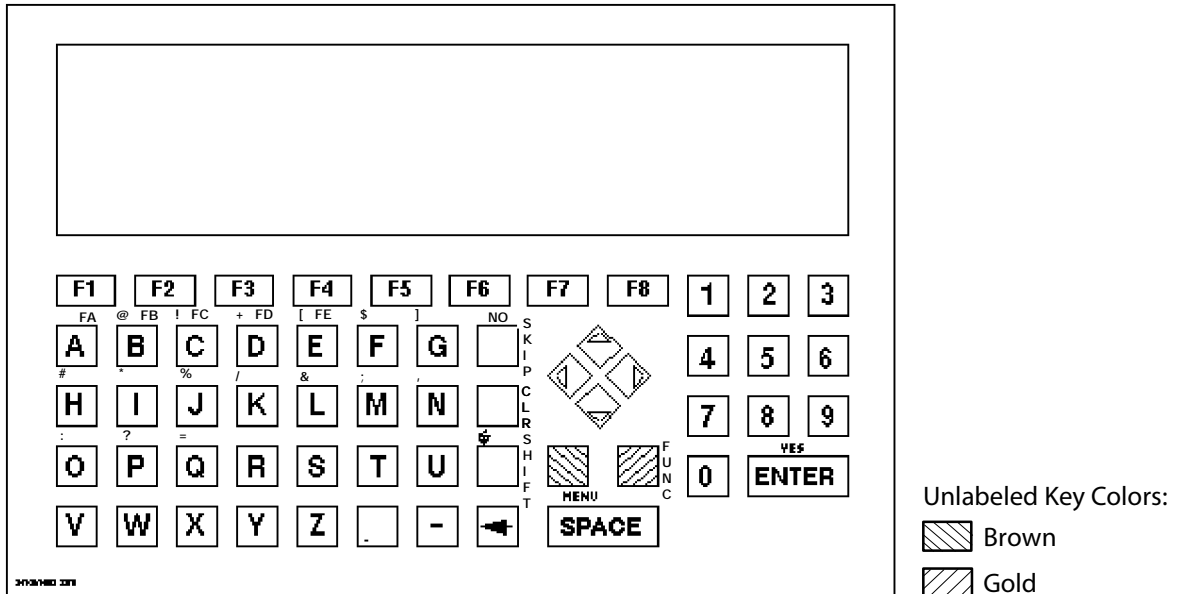 F1 F2 F3 F4 F5 F6 F7 F8 1 2 3
FA @ FB ! FC + FD [ FE $ ] NO SKIP
A B C D E F G
# * % / & ; , CLR
4 5 6
H I J K L M N
7 8 9
: ? = SHIFT
O P Q R S T U
FUNC
YES
0 ENTER
MENU
V W X Y Z . - SPACE
Unlabeled Key Colors:
Brown
Gold